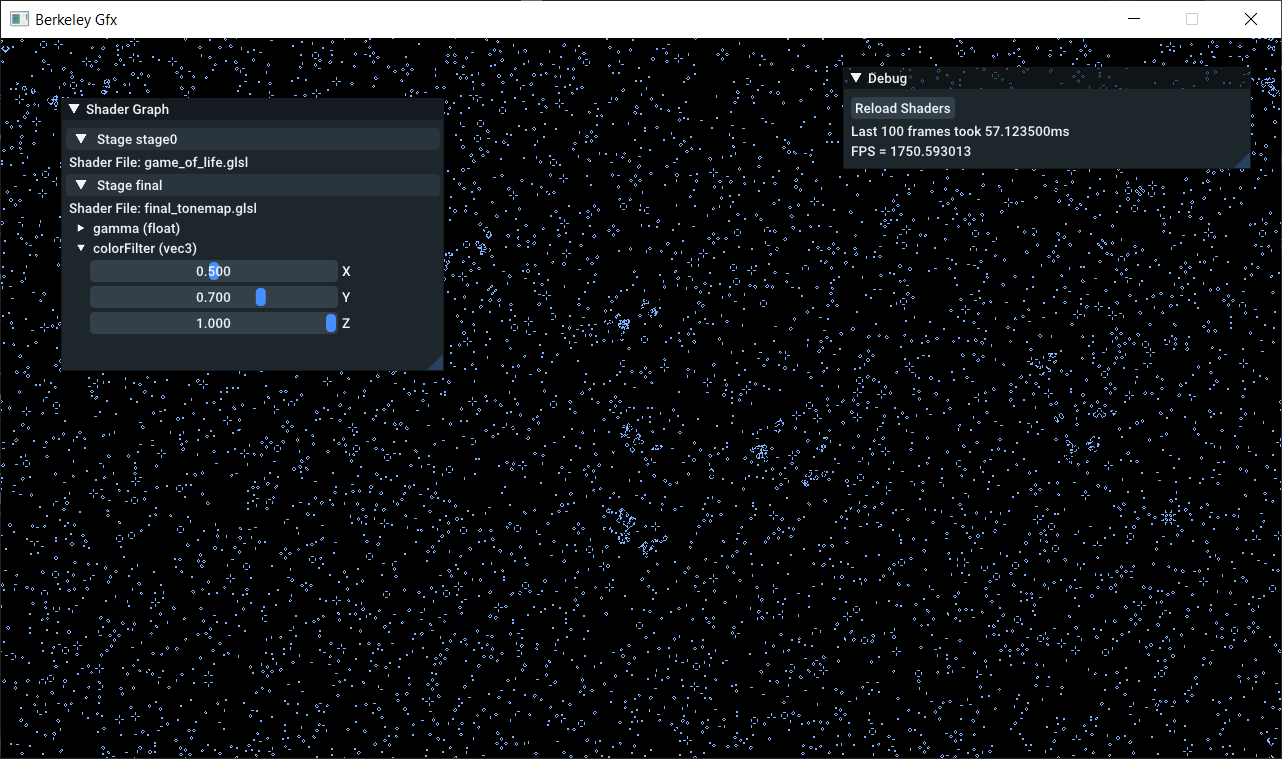 Berkeley Gfx
Shader Graph
Stage stage0
Shader File: game_of_life.glsl
Stage final
Shader File: final_tonemap.glsl
gamma (float)
colorFilter (vec3)
0.500 X
0.700 Y
1.000 Z
Debug
Reload Shaders
Last 100 frames took 57.123500ms
FPS = 1750.593013